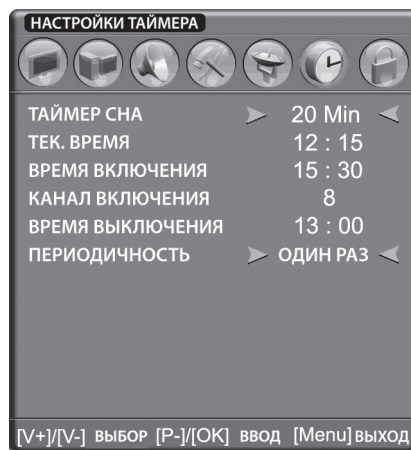 НАСТРОЙКИ ТАЙМЕРА
ТАЙМЕР СНА 20 Min
ТЕК. ВРЕМЯ 12 : 15
ВРЕМЯ ВКЛЮЧЕНИЯ 15 : 30
КАНАЛ ВКЛЮЧЕНИЯ 8
ВРЕМЯ ВЫКЛЮЧЕНИЯ 13 : 00
ПЕРИОДИЧНОСТЬ ОДИН РАЗ
[V+]/[V-] ВЫБОР [P-]/[OK] ВВОД [Menu] ВЫХОД